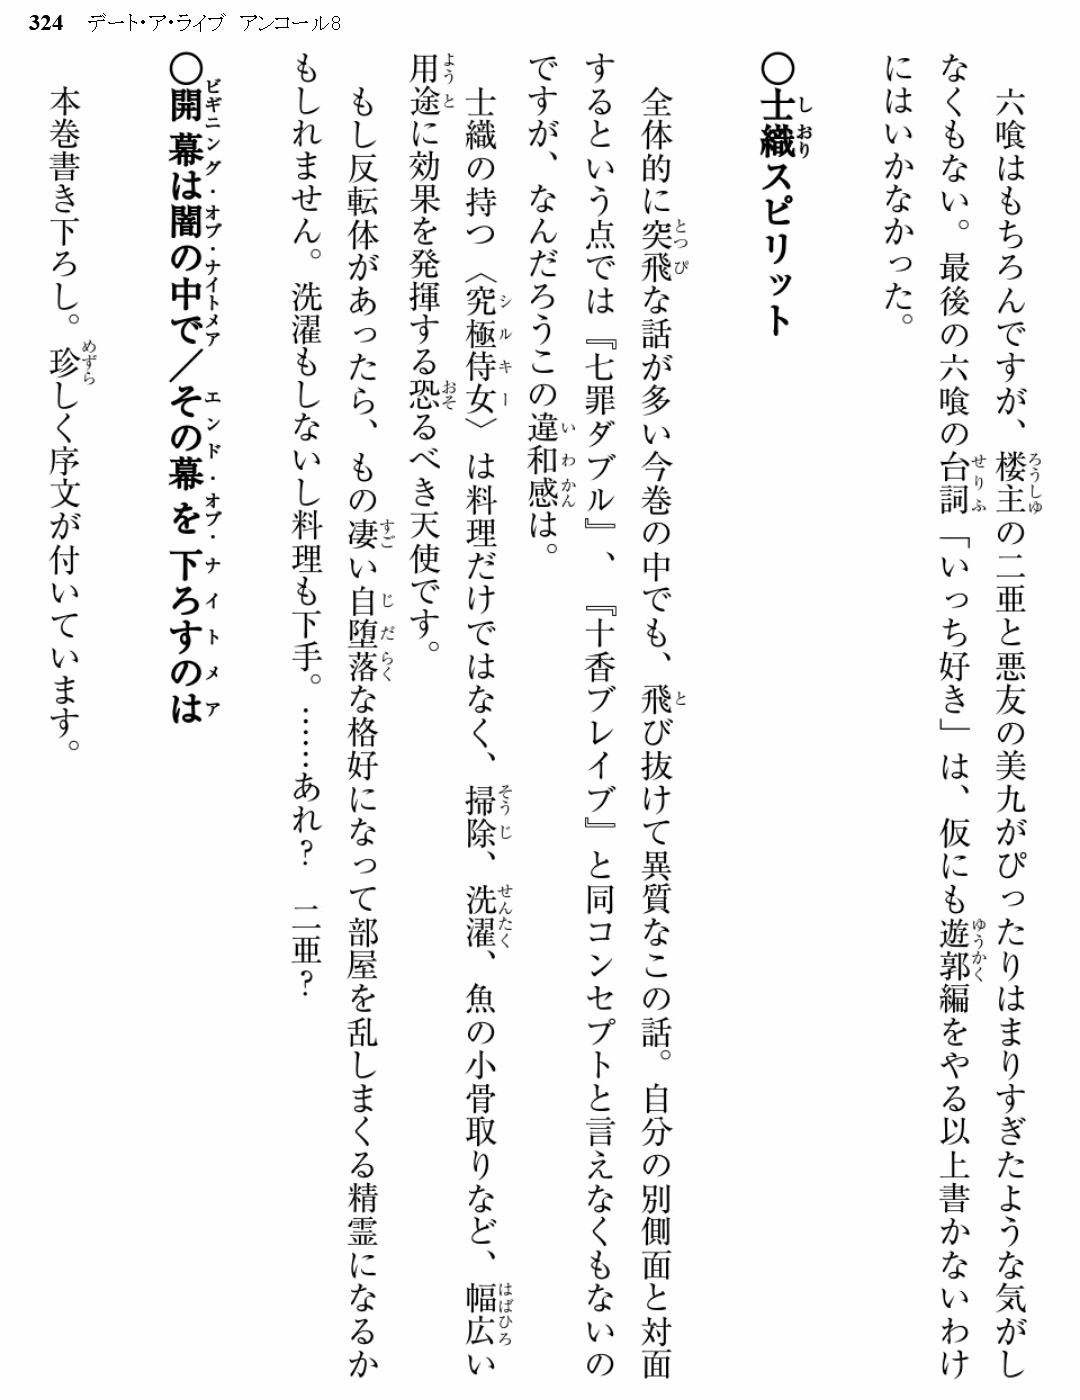 324　デート・ア・ライブ　アンコール8
六喰はもちろんですが、楼主の二亜と悪友の美九がぴったりはまりすぎたような気がし
なくもない。最後の六喰の台詞「いっち好き」は、仮にも遊郭編をやる以上書かないわけ
にはいかなかった。
〇士織スピリット
全体的に突飛な話が多い今巻の中でも、飛び抜けて異質なこの話。自分の別側面と対面
するという点では『七罪ダブル』、『十香ブレイブ』と同コンセプトと言えなくもないの
ですが、なんだろうこの違和感は。
士織の持つ〈究極侍女〉は料理だけではなく、掃除、洗濯、魚の小骨取りなど、幅広い
用途に効果を発揮する恐るべき天使です。
もし反転体があったら、もの凄い自堕落な格好になって部屋を乱しまくる精霊になるか
もしれません。洗濯もしないし料理も下手。……あれ？　二亜？
〇開幕は闇の中で／その幕を下ろすのは
本巻書き下ろし。珍しく序文が付いています。